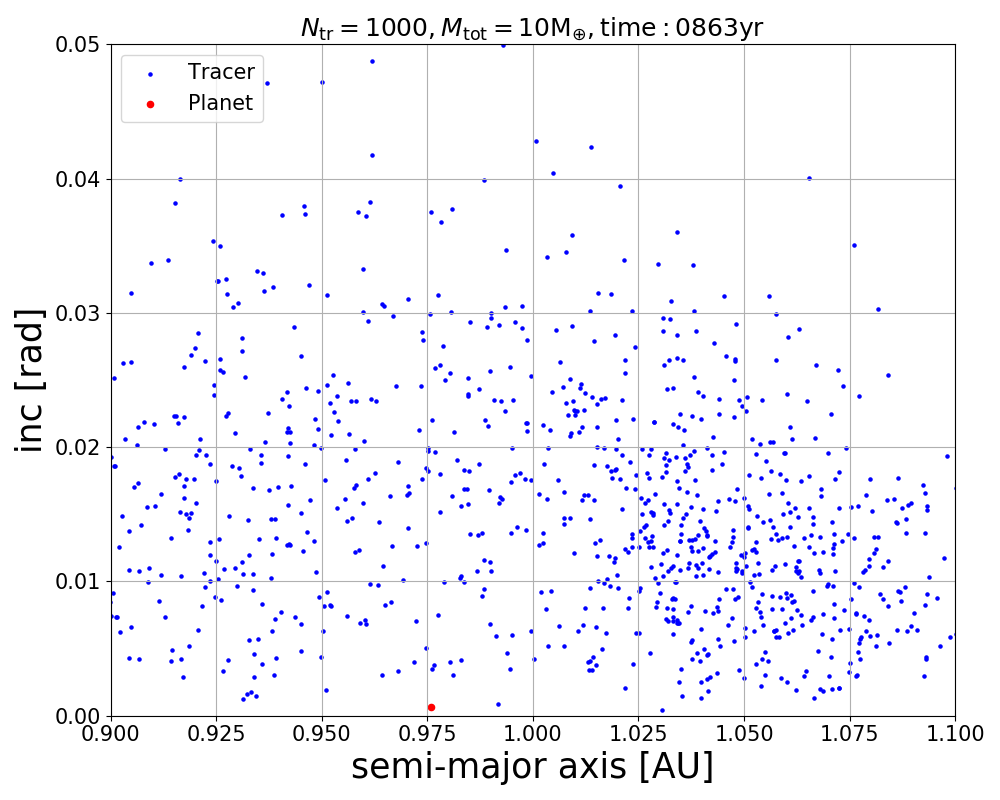 N_tr = 1000, M_tot = 10M_⊕, time : 0863yr
0.05
Tracer
Planet
0.04
0.03
0.02
0.01
0.00
inc [rad]
0.900 0.925 0.950 0.975 1.000 1.025 1.050 1.075 1.100
semi-major axis [AU]